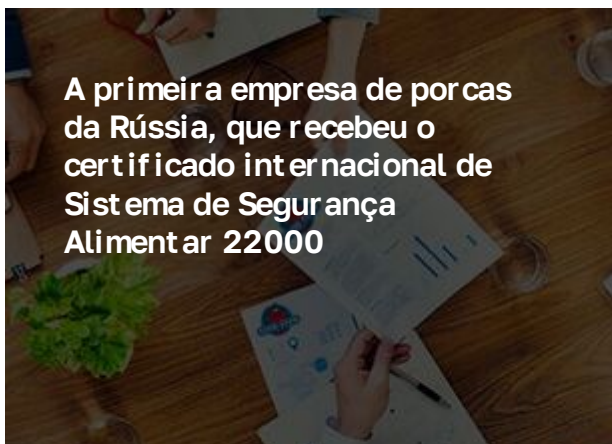 A primeira empresa de porcas
da Rússia, que recebeu o
certificado internacional de
Sistema de Segurança
Alimentar 22000